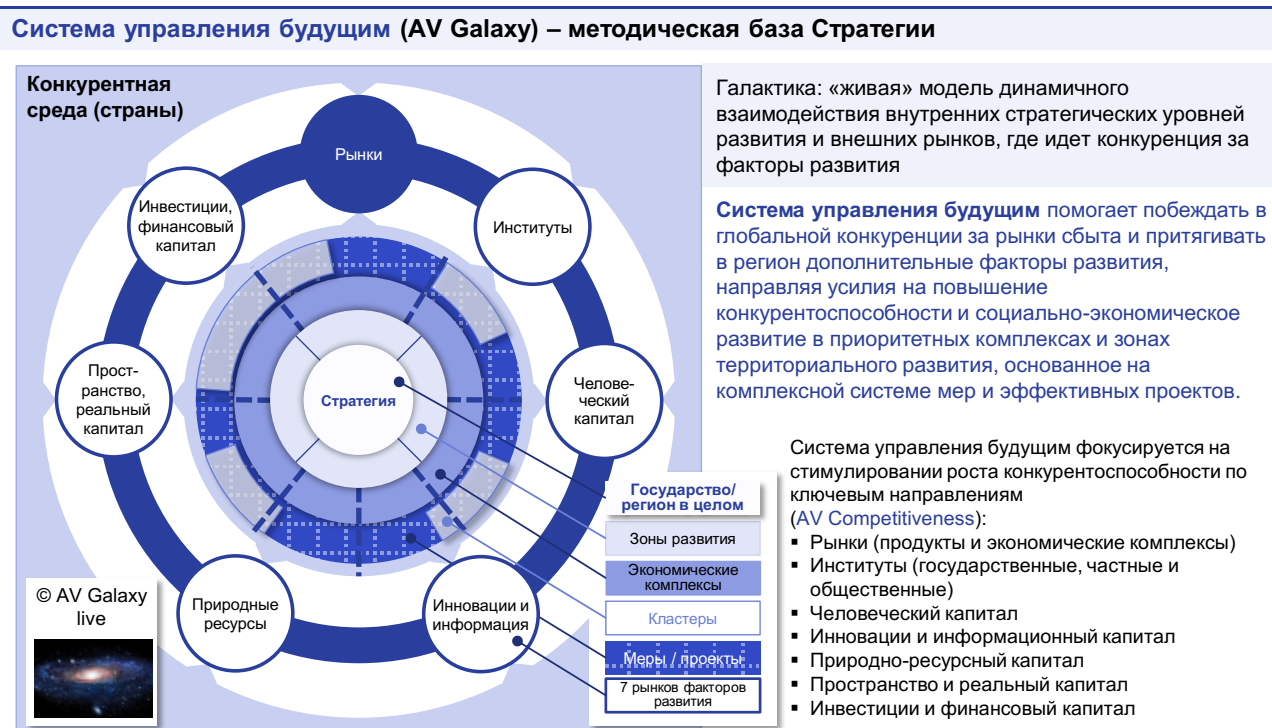 Система управления будущим (AV Galaxy) – методическая база Стратегии
Конкурентная
среда (страны)
Рынки
Инвестиции,
финансовый
капитал
Институты
Прост-
ранство,
реальный
капитал
Стратегия
Челове-
ческий
капитал
Природные
ресурсы
Инновации и
информация
© AV Galaxy
live
Государство/
регион в целом
Зоны развития
Экономические
комплексы
Кластеры
Меры / проекты
7 рынков факторов
развития
Галактика: «живая» модель динамичного
взаимодействия внутренних стратегических уровней
развития и внешних рынков, где идет конкуренция за
факторы развития
Система управления будущим помогает побеждать в
глобальной конкуренции за рынки сбыта и притягивать
в регион дополнительные факторы развития,
направляя усилия на повышение
конкурентоспособности и социально-экономическое
развитие в приоритетных комплексах и зонах
территориального развития, основанное на
комплексной системе мер и эффективных проектов.
Система управления будущим фокусируется на
стимулировании роста конкурентоспособности по
ключевым направлениям
(AV Competitiveness):
▪ Рынки (продукты и экономические комплексы)
▪ Институты (государственные, частные и
общественные)
▪ Человеческий капитал
▪ Инновации и информационный капитал
▪ Природно-ресурсный капитал
▪ Пространство и реальный капитал
▪ Инвестиции и финансовый капитал